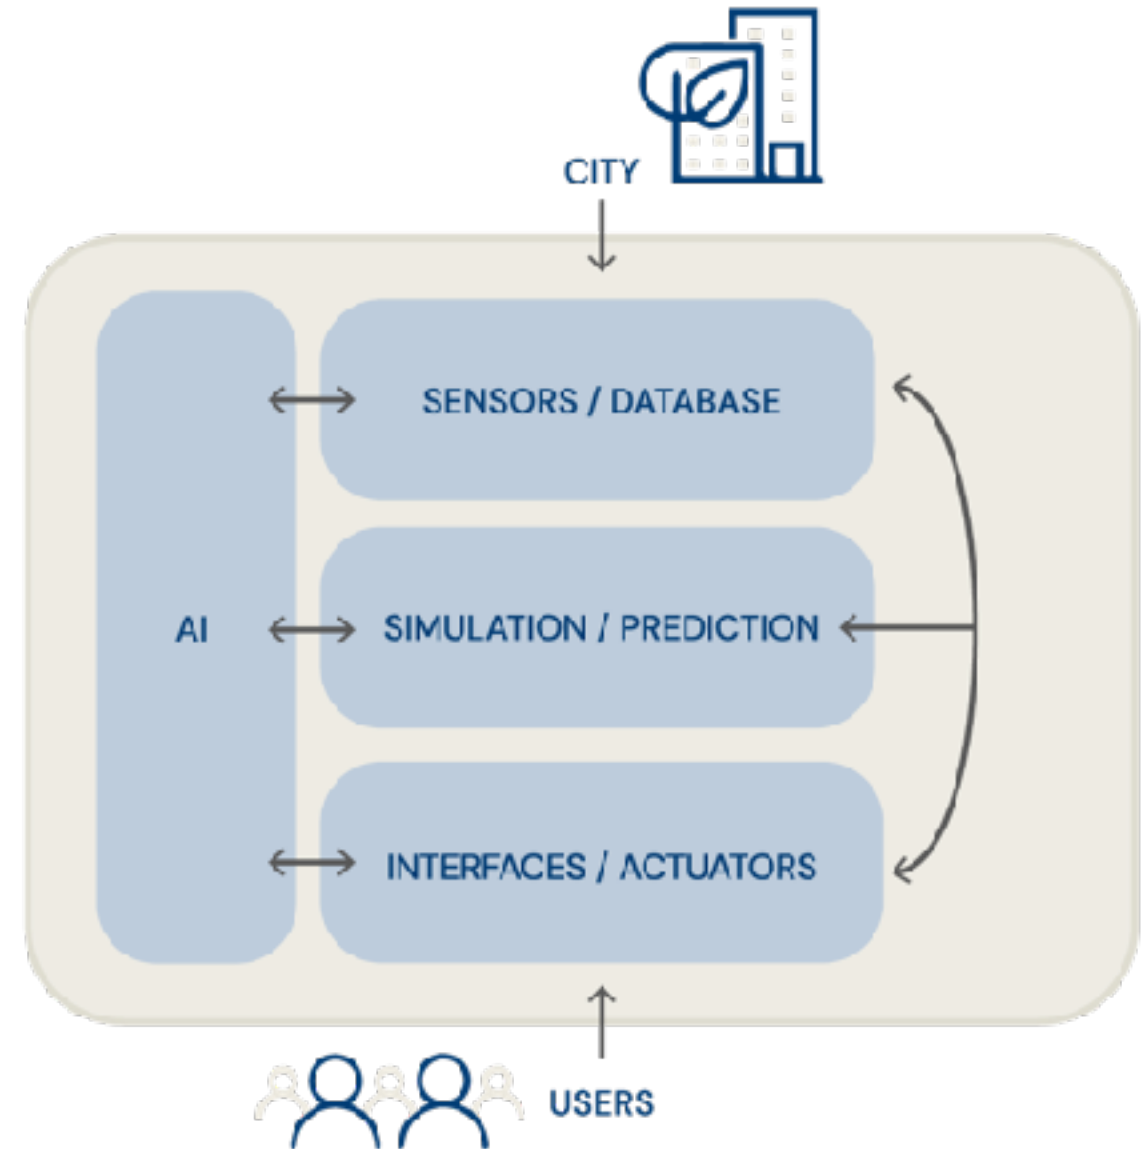 CITY
SENSORS / DATABASE
AI
SIMULATION / PREDICTION
INTERFACES / ACTUATORS
USERS